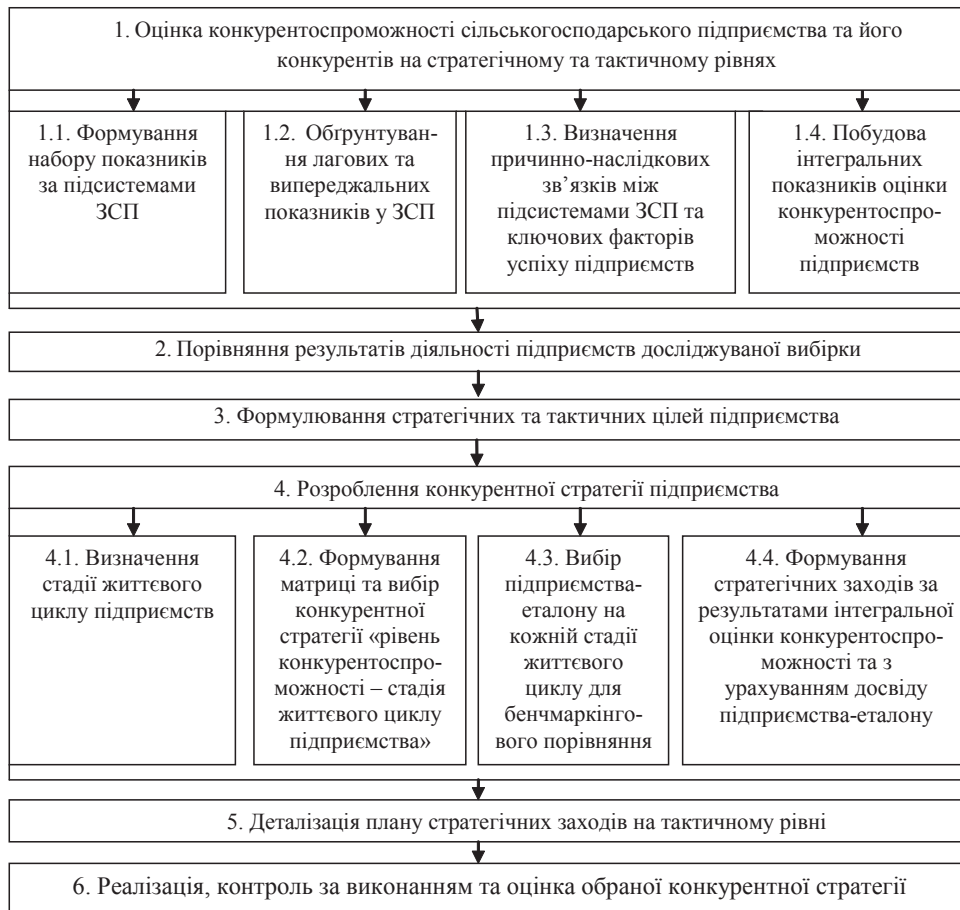 1. Оцінка конкурентоспроможності сільськогосподарського підприємства та його
конкурентів на стратегічному та тактичному рівнях
1.1. Формування
набору показників
за підсистемами
ЗСП
1.2. Обґрунтуван-
ня лагових та
випереджальних
показників у ЗСП
1.3. Визначення
причинно-наслідкових
зв’язків між
підсистемами ЗСП та
ключових факторів
успіху підприємств
1.4. Побудова
інтегральних
показників оцінки
конкурентоспро-
можності
підприємств
2. Порівняння результатів діяльності підприємств досліджуваної вибірки
3. Формулювання стратегічних та тактичних цілей підприємства
4. Розроблення конкурентної стратегії підприємства
4.1. Визначення
стадії життєвого
циклу підприємств
4.2. Формування
матриці та вибір
конкурентної
стратегії «рівень
конкурентоспро-
можності – стадія
життєвого циклу
підприємства»
4.3. Вибір
підприємства-
еталону на
кожній стадії
життєвого
циклу для
бенчмаркінго-
вого порівняння
4.4. Формування
стратегічних заходів за
результатами інтегральної
оцінки конкурентоспро-
можності та з
урахуванням досвіду
підприємства-еталону
5. Деталізація плану стратегічних заходів на тактичному рівні
6. Реалізація, контроль за виконанням та оцінка обраної конкурентної стратегії